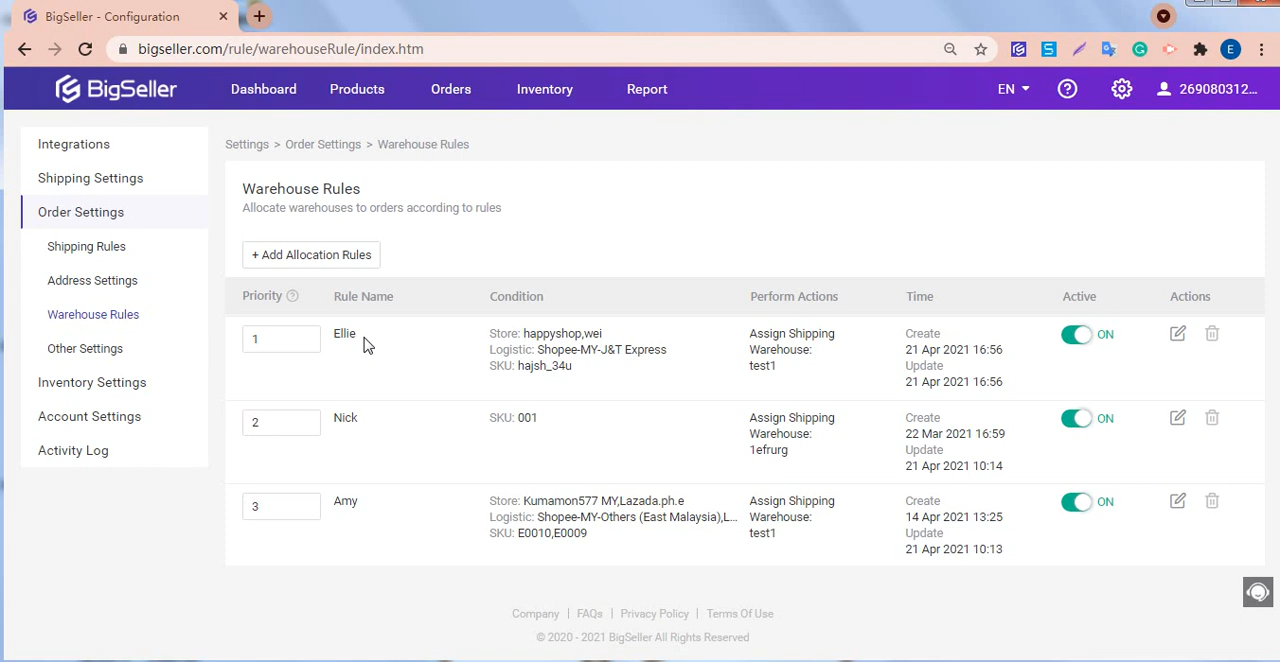 BigSeller - Configuration
bigseller.com/rule/warehouseRule/index.htm
BigSeller Dashboard Products Orders Inventory Report EN 269080312...
Integrations
Shipping Settings
Order Settings
Shipping Rules
Address Settings
Warehouse Rules
Other Settings
Inventory Settings
Account Settings
Activity Log
Settings > Order Settings > Warehouse Rules
Warehouse Rules
Allocate warehouses to orders according to rules
+ Add Allocation Rules
Priority Rule Name Condition Perform Actions Time Active Actions
1 Ellie Store: happyshop,wei Assign Shipping Create ON
Logistic: Shopee-MY-J&T Express Warehouse: 21 Apr 2021 16:56
SKU: hajsh_34u test1 Update
21 Apr 2021 16:56
2 Nick SKU: 001 Assign Shipping Create ON
Warehouse: 22 Mar 2021 16:59
1efrurg Update
21 Apr 2021 10:14
3 Amy Store: Kumamon577 MY,Lazada.ph.e Assign Shipping Create ON
Logistic: Shopee-MY-Others (East Malaysia),L... Warehouse: 14 Apr 2021 13:25
SKU: E0010,E0009 test1 Update
21 Apr 2021 10:13
Company | FAQs | Privacy Policy | Terms Of Use
© 2020 - 2021 BigSeller All Rights Reserved